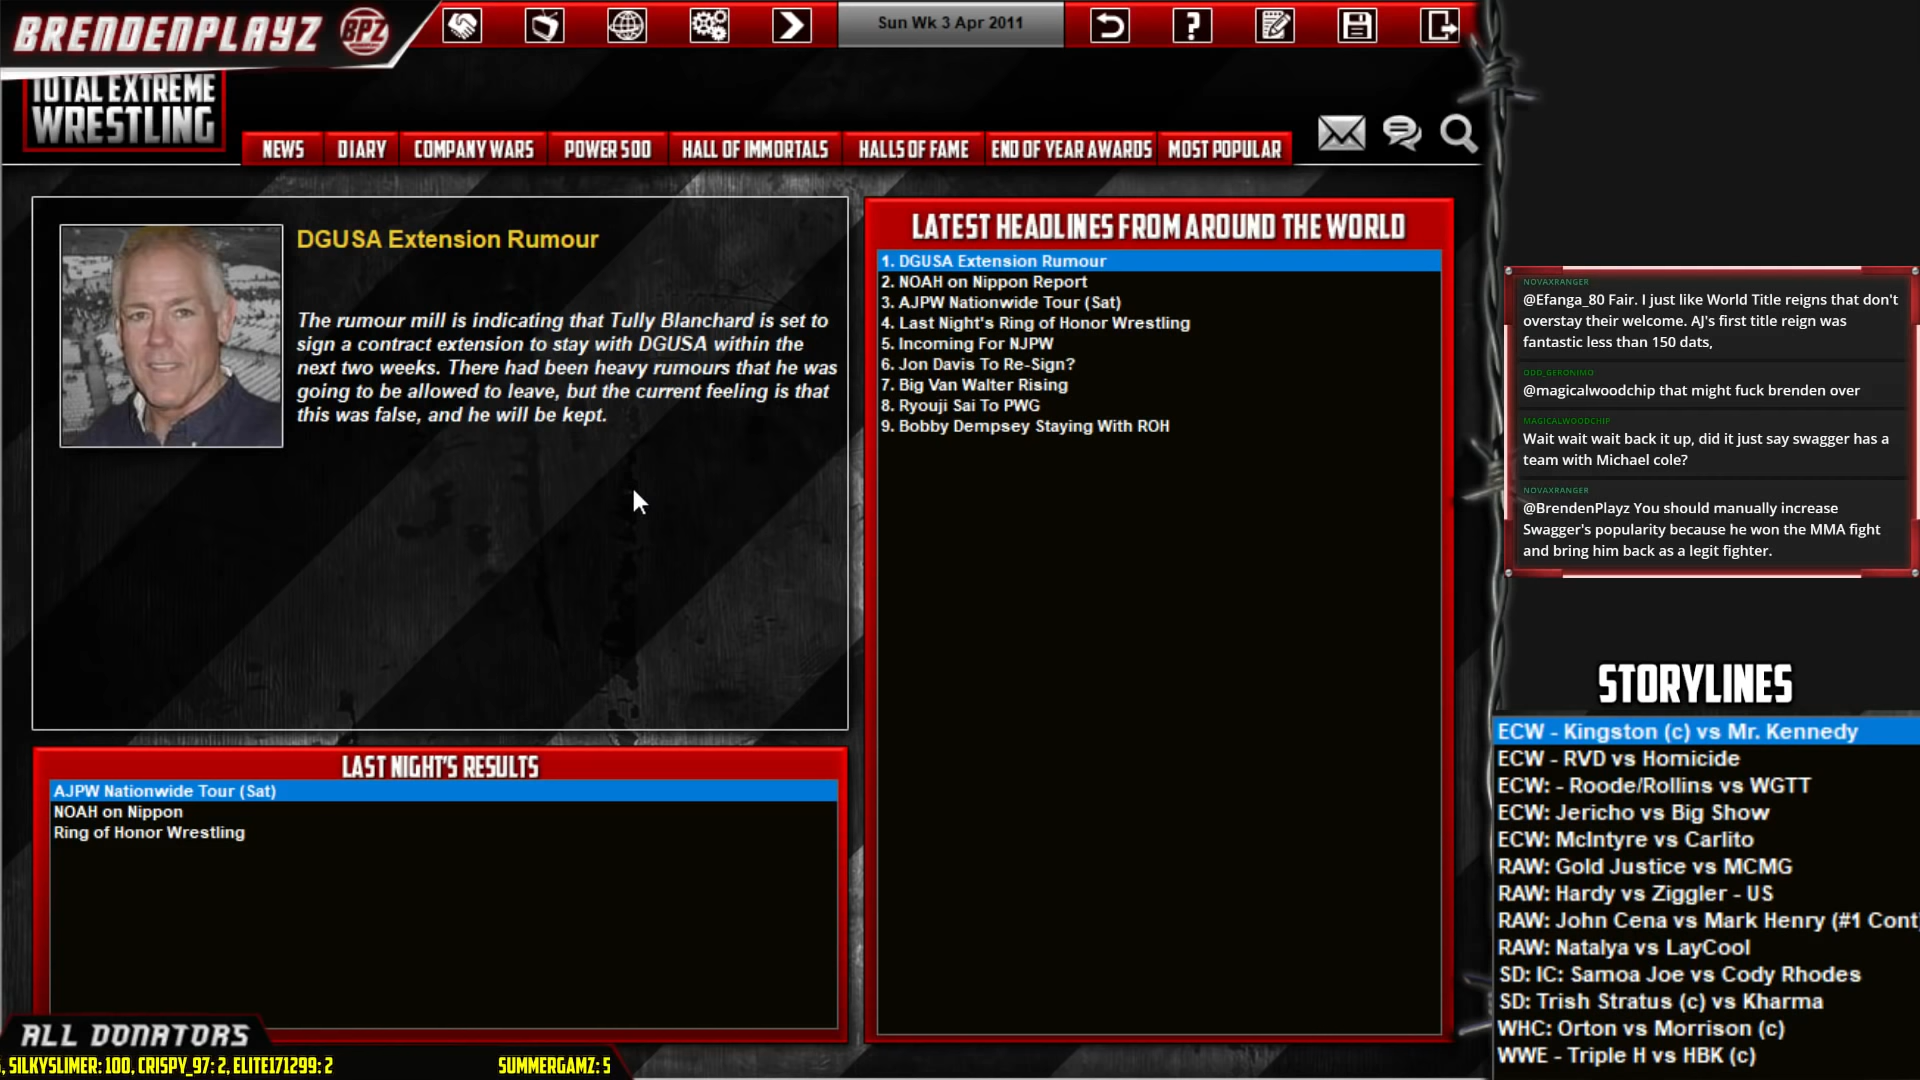 BRENDENPLAYZ
BPZ
Sun Wk 3 Apr 2011
TOTAL EXTREME
WRESTLING
NEWS
DIARY
COMPANY WARS
POWER 500
HALL OF IMMORTALS
HALLS OF FAME
END OF YEAR AWARDS
MOST POPULAR
DGUSA Extension Rumour
The rumour mill is indicating that Tully Blanchard is set to
sign a contract extension to stay with DGUSA within the
next two weeks. There had been heavy rumours that he was
going to be allowed to leave, but the current feeling is that
this was false, and he will be kept.
LATEST HEADLINES FROM AROUND THE WORLD
1. DGUSA Extension Rumour
2. NOAH on Nippon Report
3. AJPW Nationwide Tour (Sat)
4. Last Night's Ring of Honor Wrestling
5. Incoming For NJPW
6. Jon Davis To Re-Sign?
7. Big Van Walter Rising
8. Ryouji Sai To PWG
9. Bobby Dempsey Staying With ROH
LAST NIGHT'S RESULTS
AJPW Nationwide Tour (Sat)
NOAH on Nippon
Ring of Honor Wrestling
NOVAXRANGER
@Efanga_80 Fair. I just like World Title reigns that don't
overstay their welcome. AJ's first title reign was
fantastic less than 150 dats,
ODD_GERONIMO
@magicalwoodchip that might fuck brenden over
MAGICALWOODCHIP
Wait wait wait back it up, did it just say swagger has a
team with Michael cole?
NOVAXRANGER
@BrendenPlayz You should manually increase
Swagger's popularity because he won the MMA fight
and bring him back as a legit fighter.
STORYLINES
ECW - Kingston (c) vs Mr. Kennedy
ECW - RVD vs Homicide
ECW: - Roode/Rollins vs WGTT
ECW: Jericho vs Big Show
ECW: McIntyre vs Carlito
RAW: Gold Justice vs MCMG
RAW: Hardy vs Ziggler - US
RAW: John Cena vs Mark Henry (#1 Cont
RAW: Natalya vs LayCool
SD: IC: Samoa Joe vs Cody Rhodes
SD: Trish Stratus (c) vs Kharma
WHC: Orton vs Morrison (c)
WWE - Triple H vs HBK (c)
ALL DONATORS
, SILKYSLIMER: 100, CRISPY_97: 2, ELITE171299: 2
SUMMERGAMZ: 5